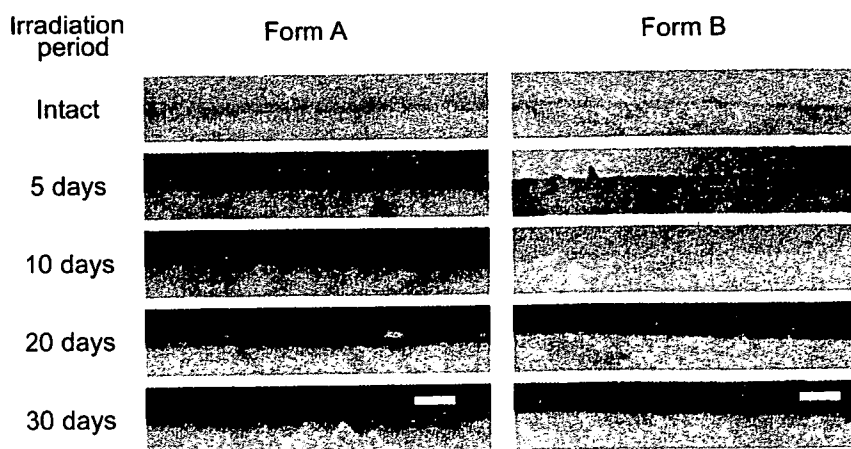 Irradiation
period
Form A
Form B
Intact
5 days
10 days
20 days
30 days